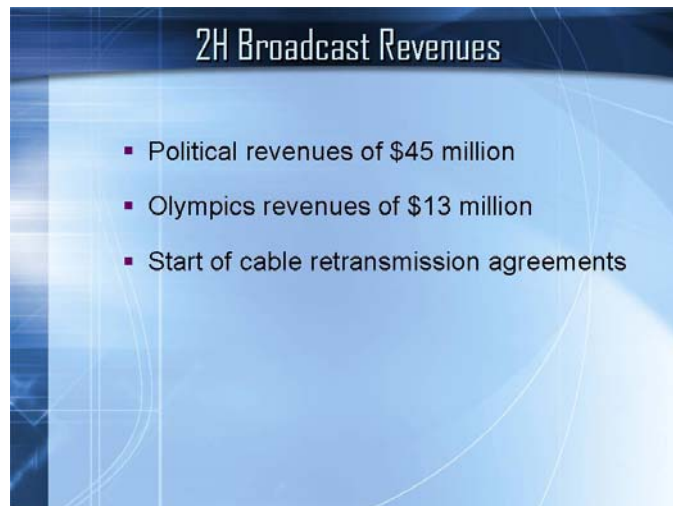 2H Broadcast Revenues
▪ Political revenues of $45 million
▪ Olympics revenues of $13 million
▪ Start of cable retransmission agreements